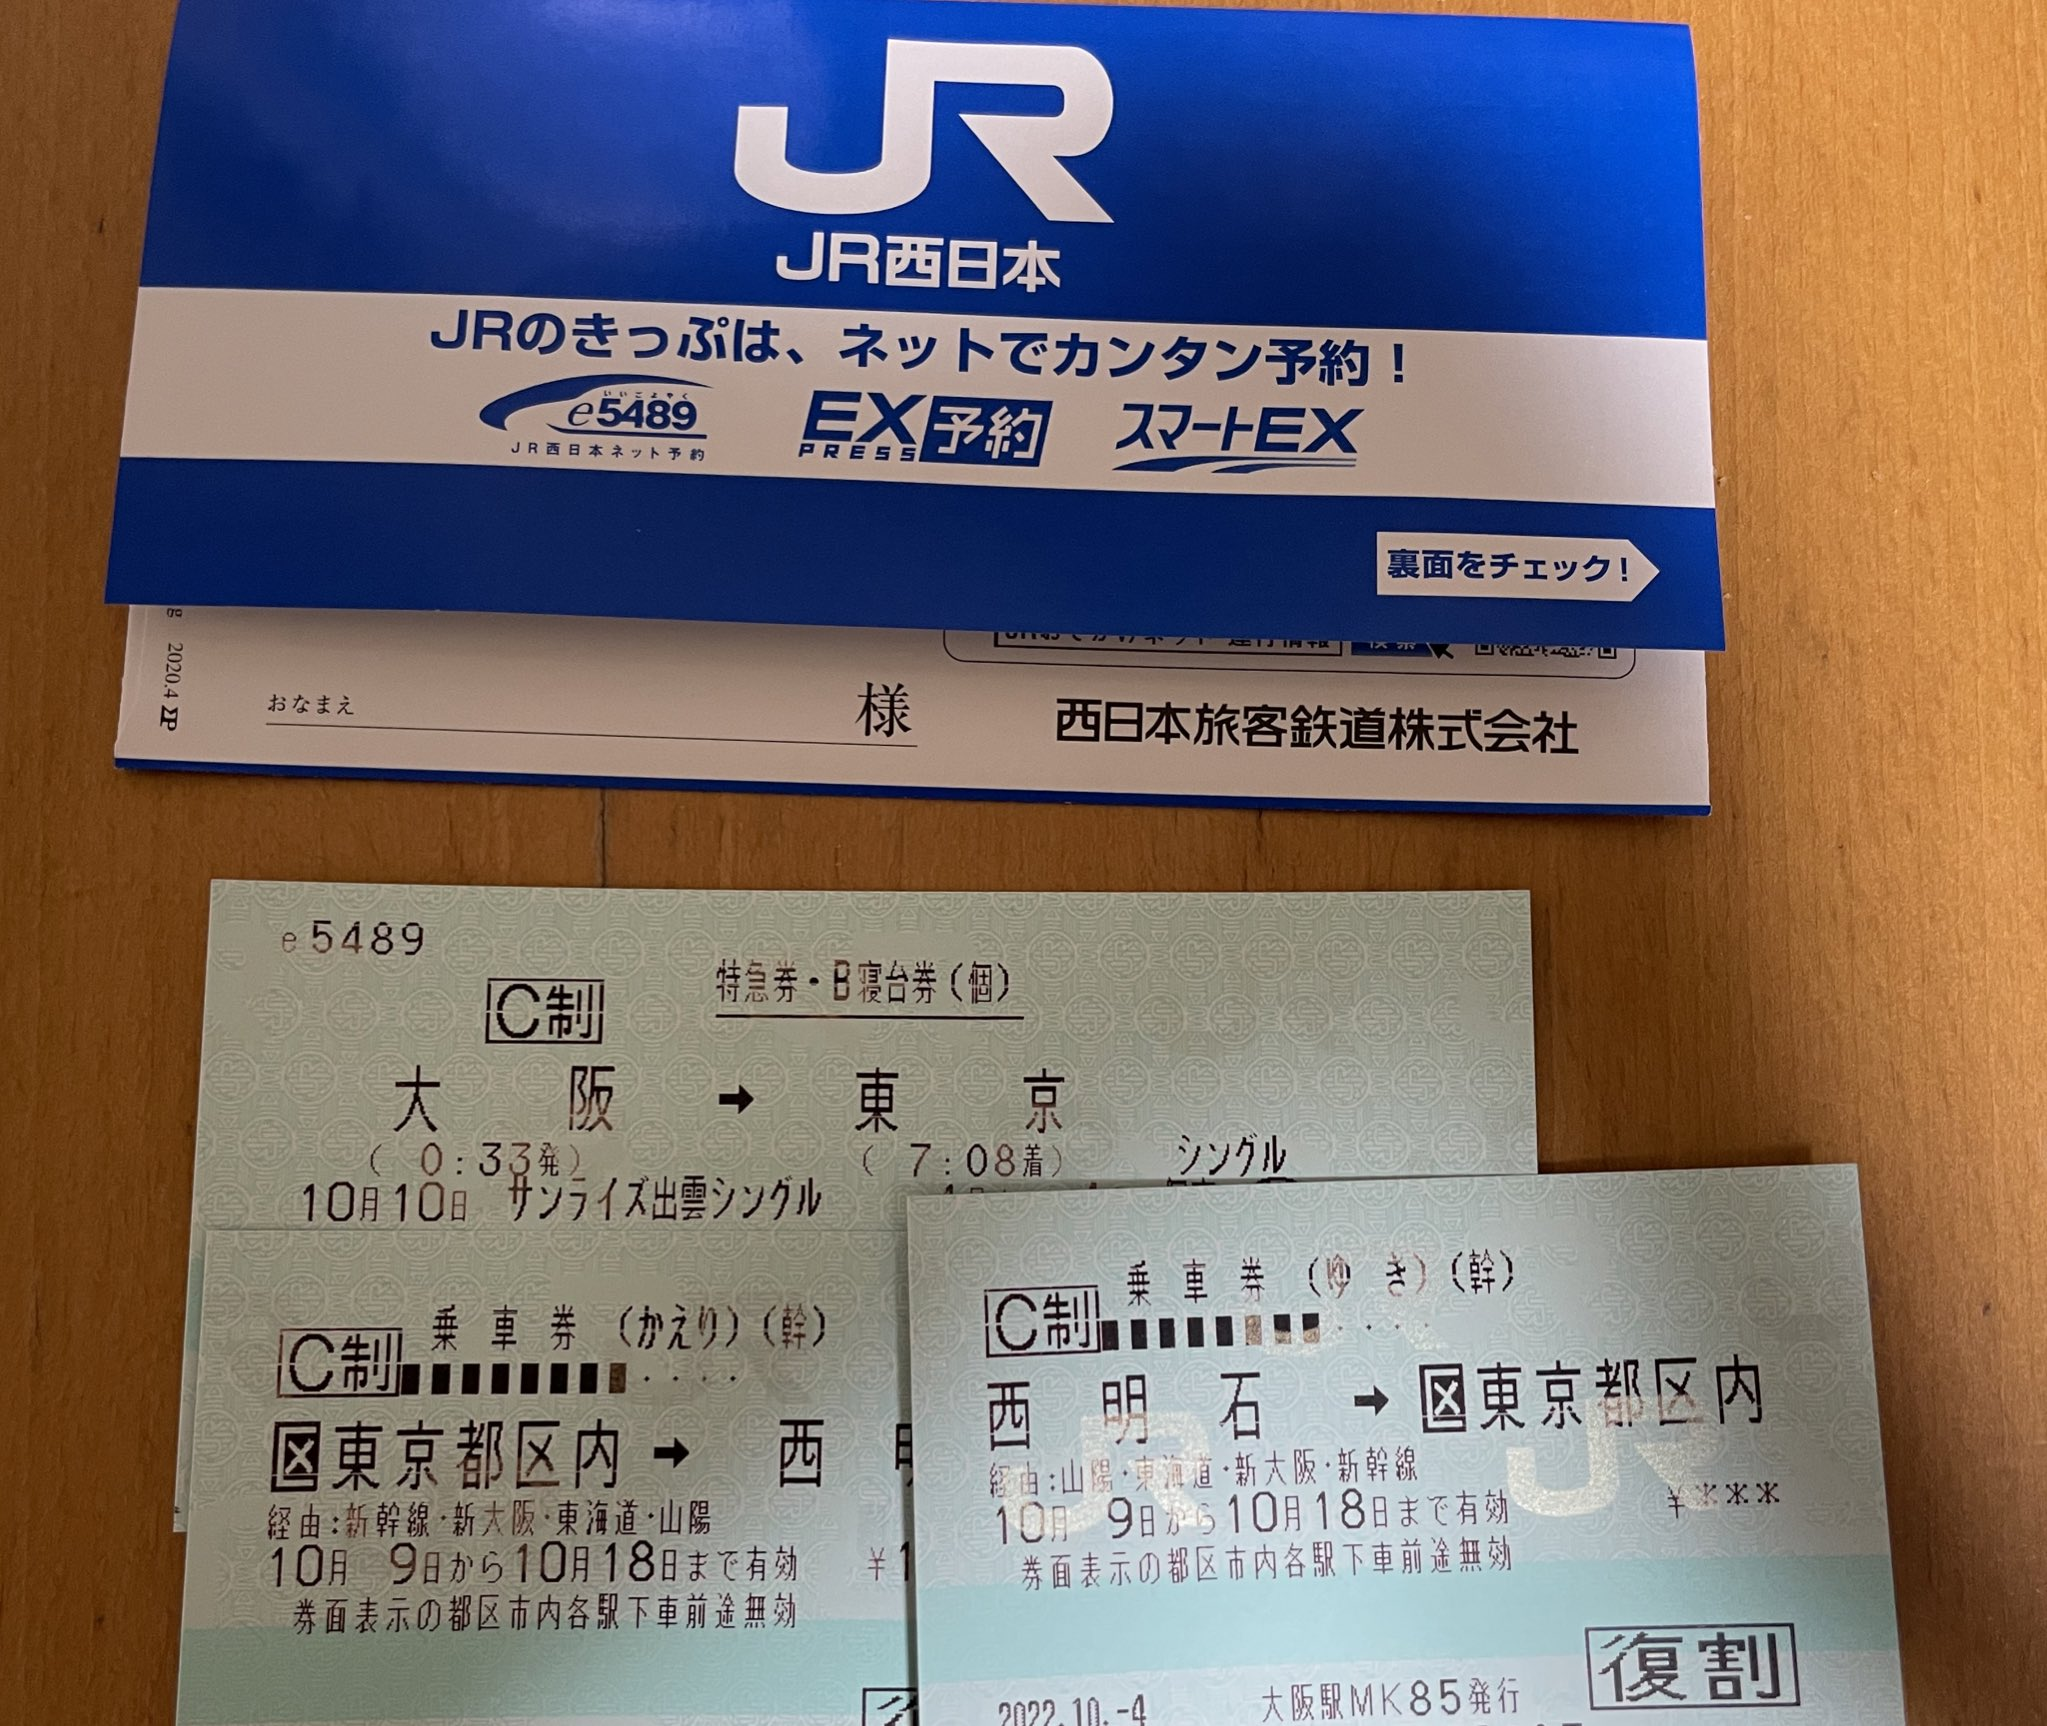 JR
JR西日本
JRのきっぷは、ネットでカンタン予約！
いいごよやく
e5489
JR西日本ネット予約
EXPRESS予約
スマートEX
裏面をチェック！
2020.4
おなまえ
様
西日本旅客鉄道株式会社
e5489
C制
特急券・B寝台券(個)
大阪 → 東京
( 0:33発)
( 7:08着)
シングル
10月10日 サンライズ出雲シングル
C制
乗車券 (かえり)(幹)
区東京都区内 → 西
経由:新幹線・新大阪・東海道・山陽
10月 9日から10月18日まで有効
¥1
券面表示の都区市内各駅下車前途無効
C制
乗車券 (ゆき)(幹)
西明石 → 区東京都区内
経由:山陽・東海道・新大阪・新幹線
10月 9日から10月18日まで有効
¥***
券面表示の都区市内各駅下車前途無効
復割
2022.10.-4
大阪駅MK85発行